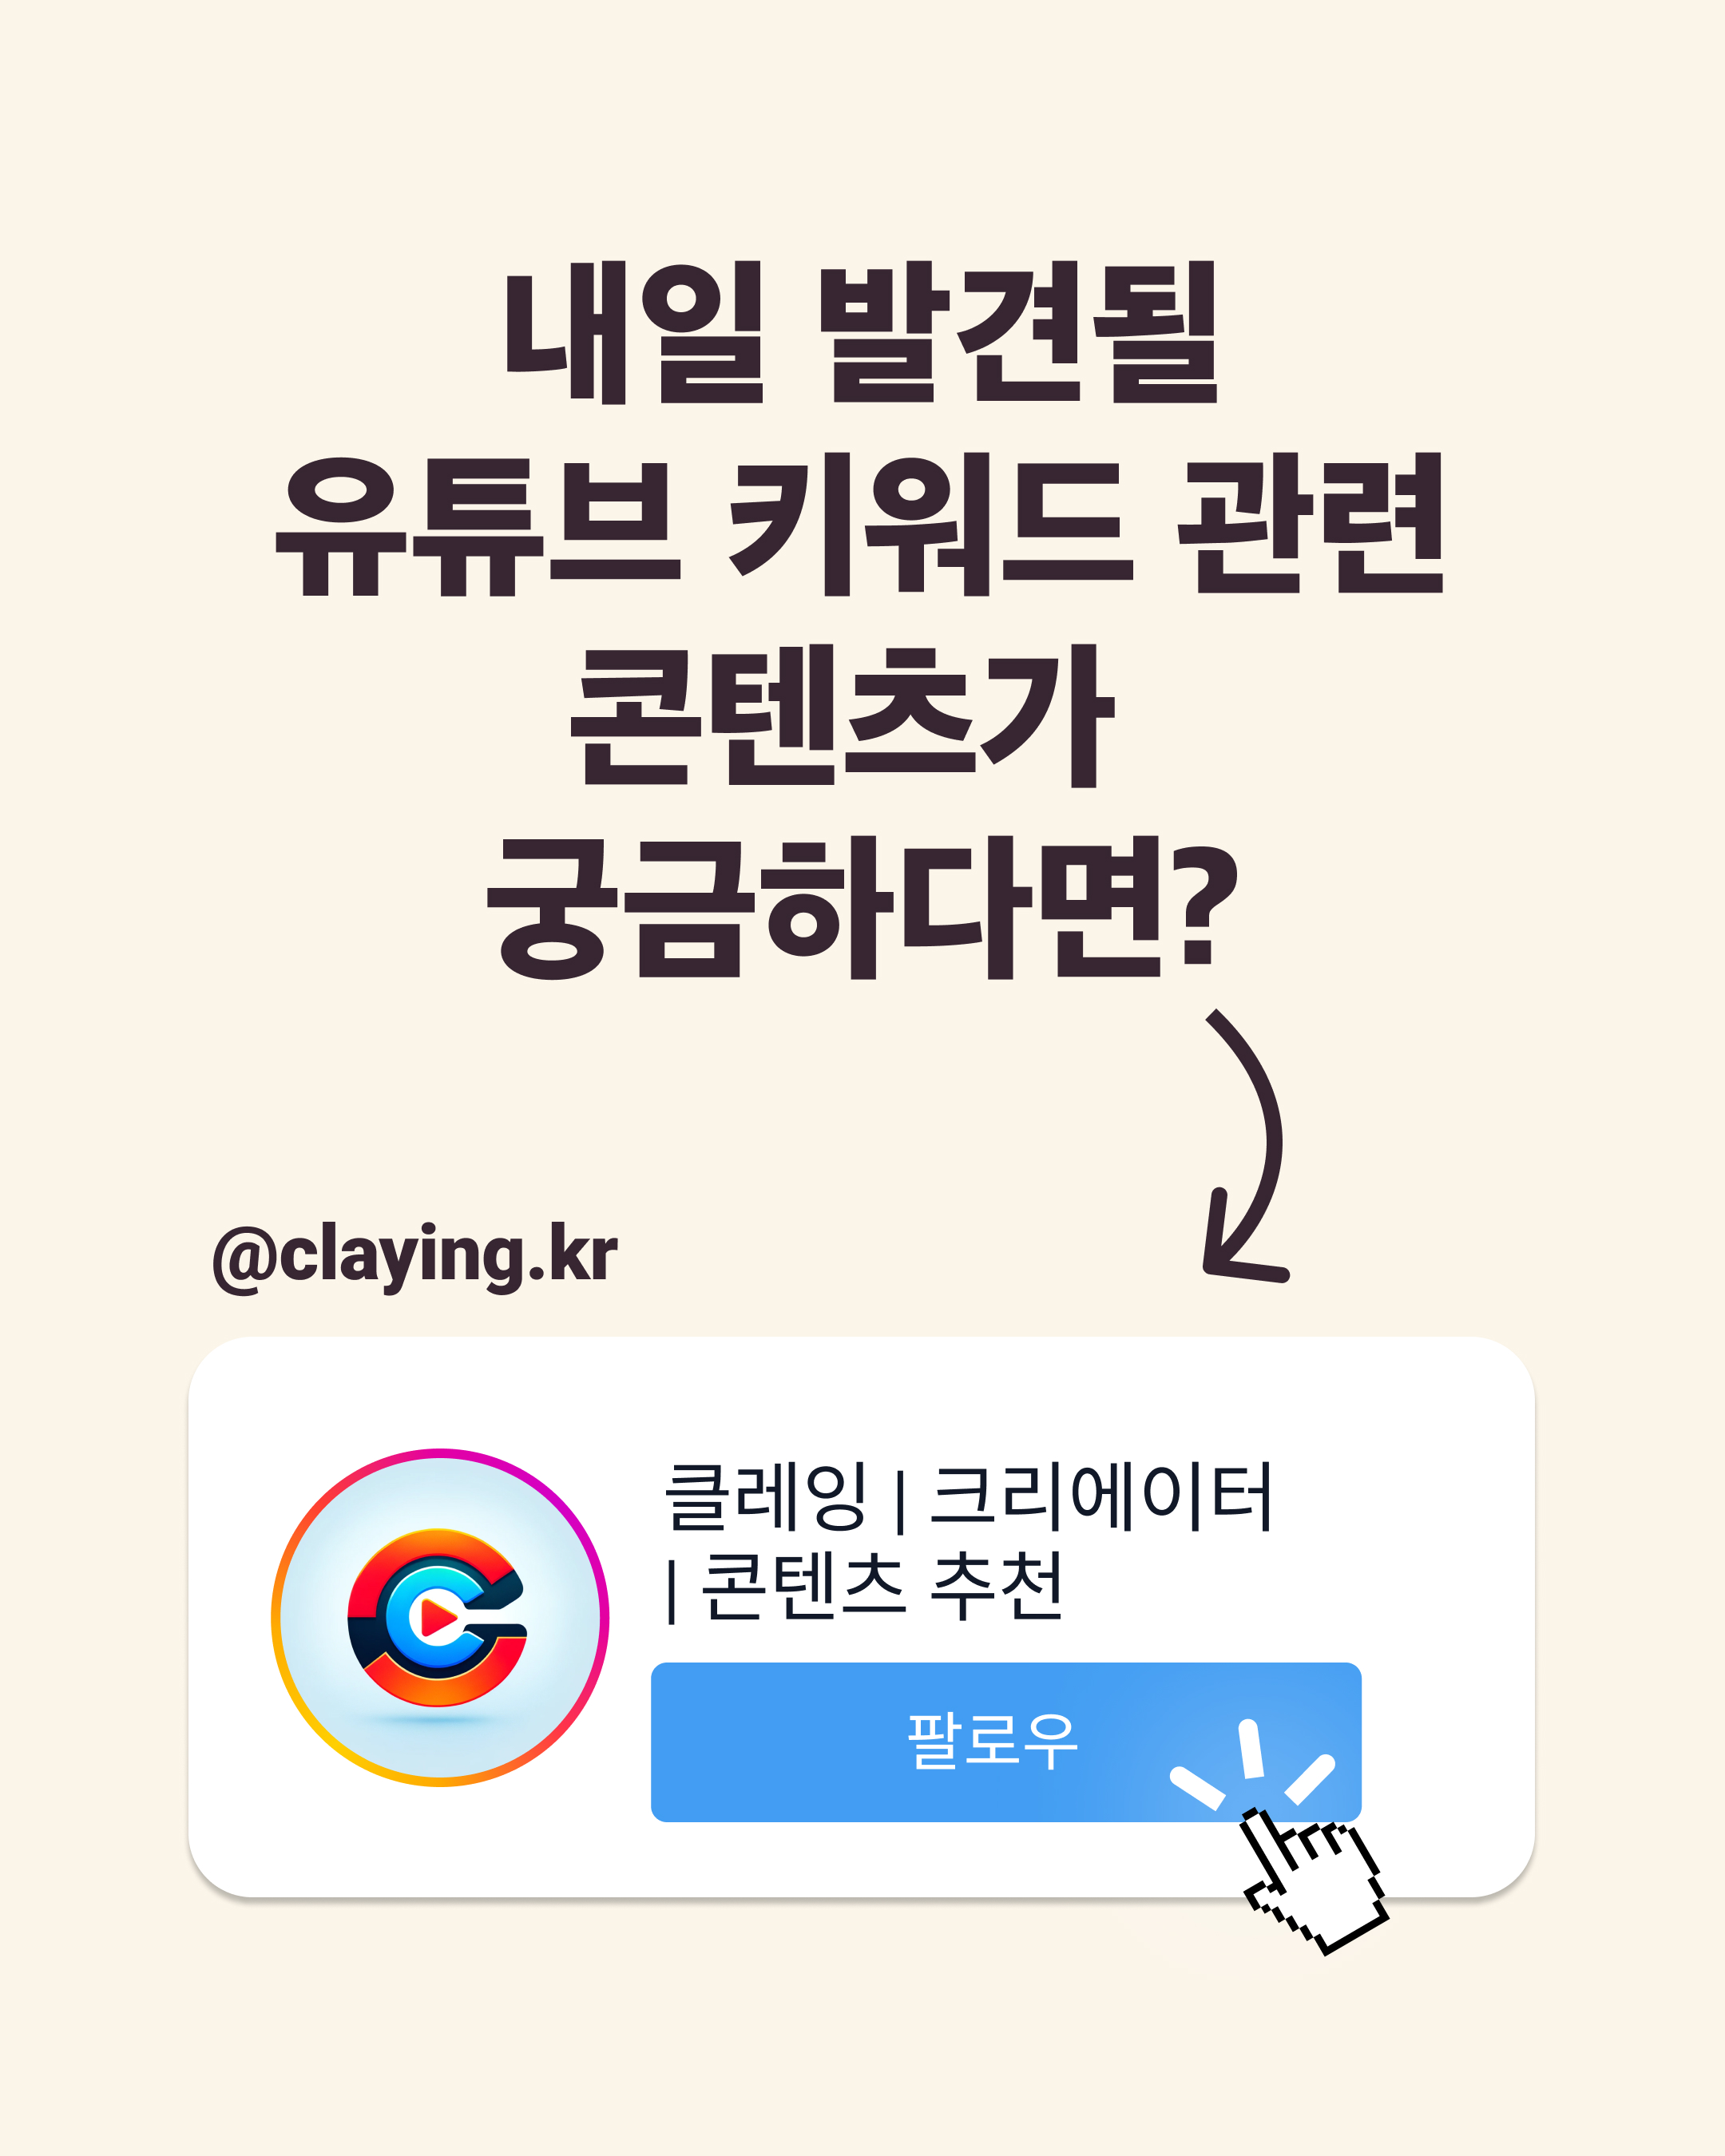 내일 발견될
유튜브 키워드 관련
콘텐츠가
궁금하다면?
@claying.kr
클레잉 | 크리에이터
| 콘텐츠 추천
팔로우